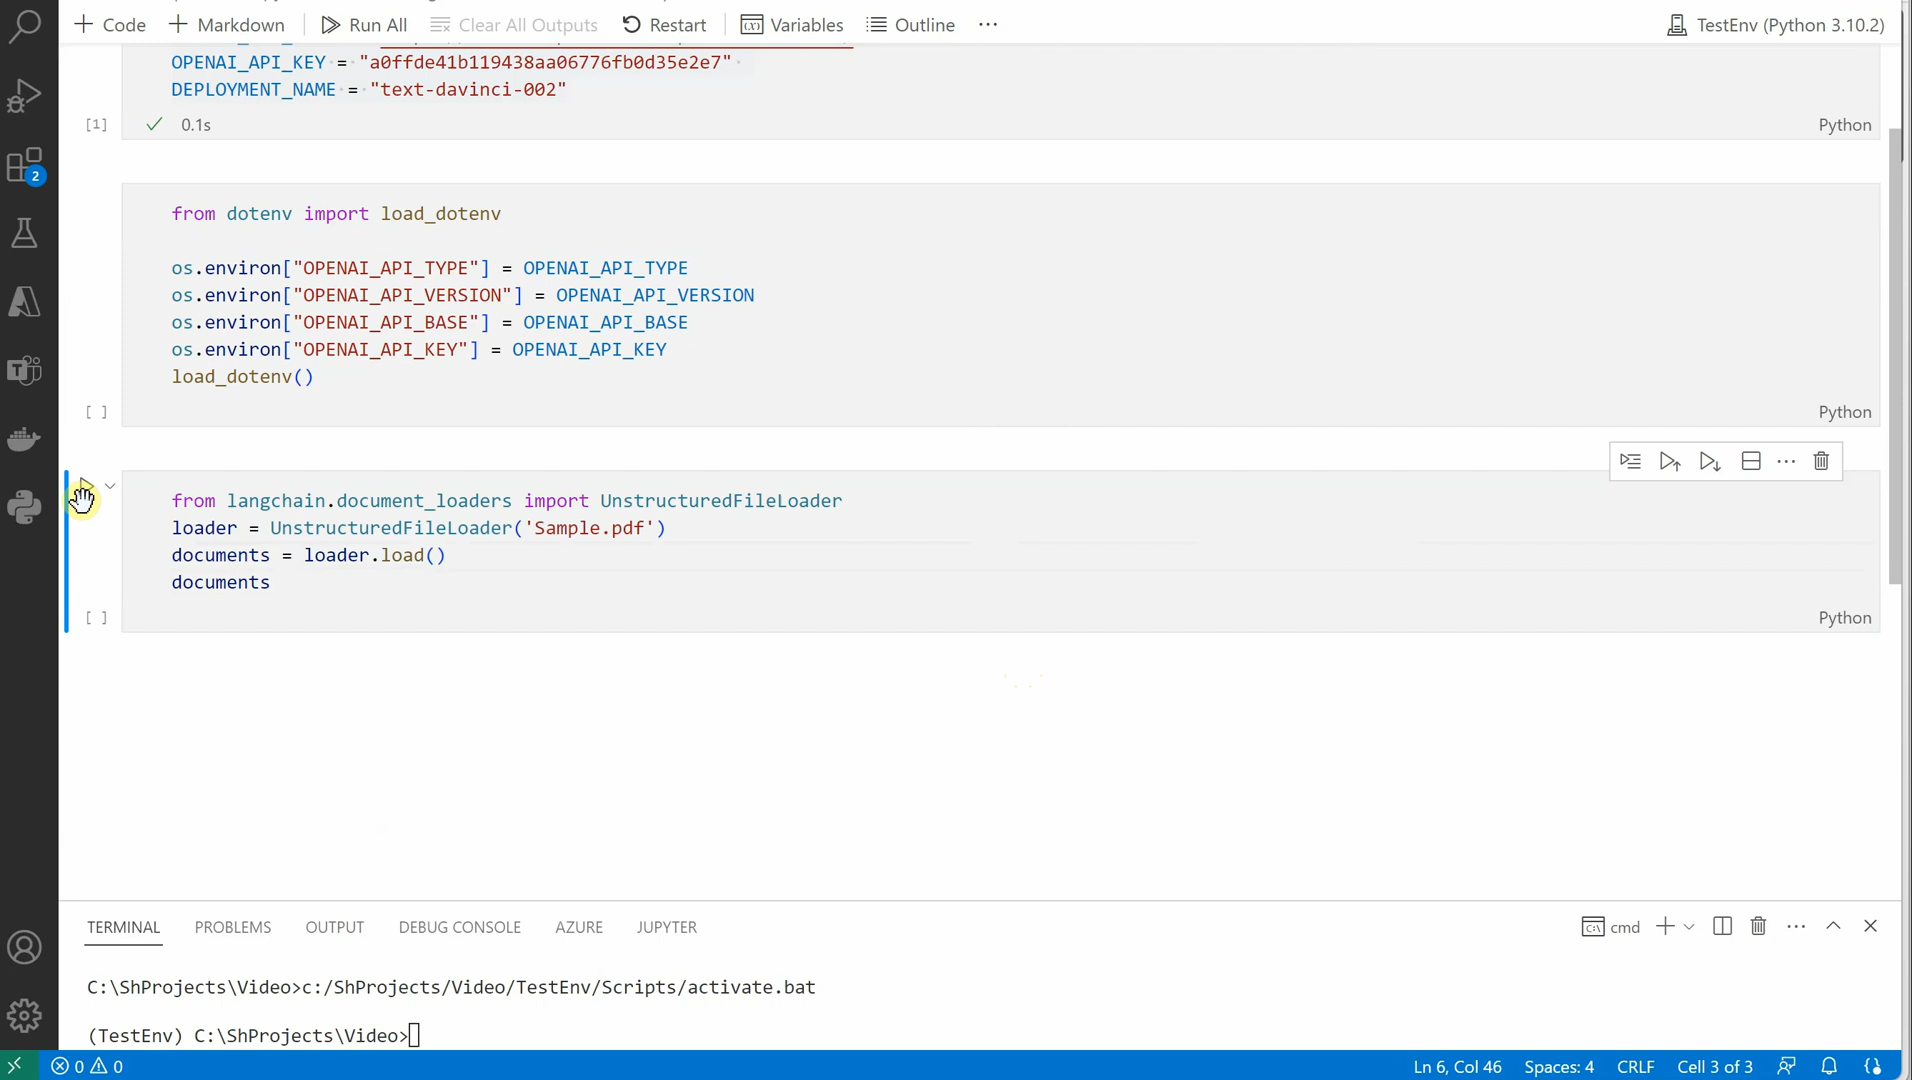 Code
Markdown
Run All
Clear All Outputs
Restart
Variables
Outline
TestEnv (Python 3.10.2)
OPENAI_API_KEY = "a0ffde41b119438aa06776fb0d35e2e7"
DEPLOYMENT_NAME = "text-davinci-002"
[1]
0.1s
Python
2
from dotenv import load_dotenv
os.environ["OPENAI_API_TYPE"] = OPENAI_API_TYPE
os.environ["OPENAI_API_VERSION"] = OPENAI_API_VERSION
os.environ["OPENAI_API_BASE"] = OPENAI_API_BASE
os.environ["OPENAI_API_KEY"] = OPENAI_API_KEY
load_dotenv()
[ ]
Python
from langchain.document_loaders import UnstructuredFileLoader
loader = UnstructuredFileLoader('Sample.pdf')
documents = loader.load()
documents
[ ]
Python
TERMINAL
PROBLEMS
OUTPUT
DEBUG CONSOLE
AZURE
JUPYTER
cmd
C:\ShProjects\Video>c:/ShProjects/Video/TestEnv/Scripts/activate.bat
(TestEnv) C:\ShProjects\Video>
0
0
Ln 6, Col 46
Spaces: 4
CRLF
Cell 3 of 3